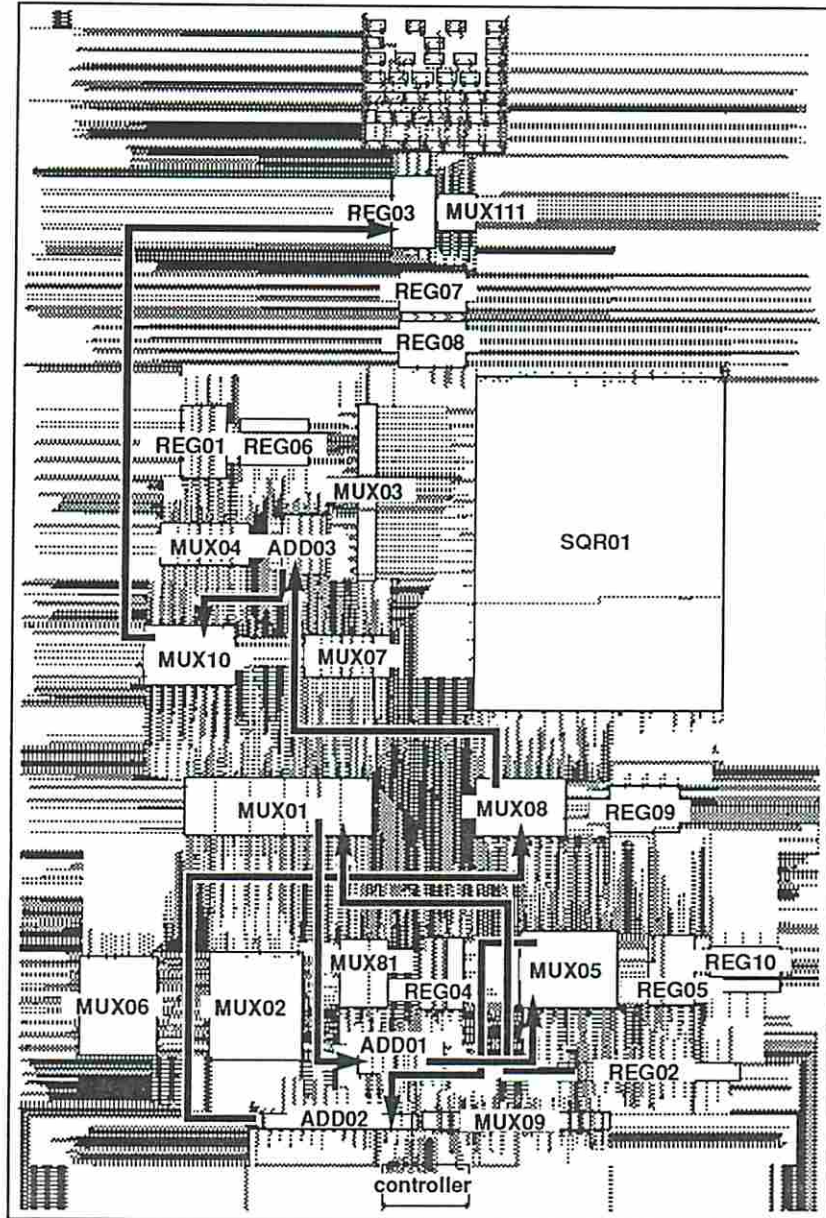 REG03 MUX111
REG07
REG08
REG01 REG06
MUX03
MUX04 ADD03
SQR01
MUX10 MUX07
MUX01 MUX08 REG09
MUX81 MUX05 REG10
MUX06 MUX02 REG04 REG05
ADD01
REG02
ADD02 MUX09
controller